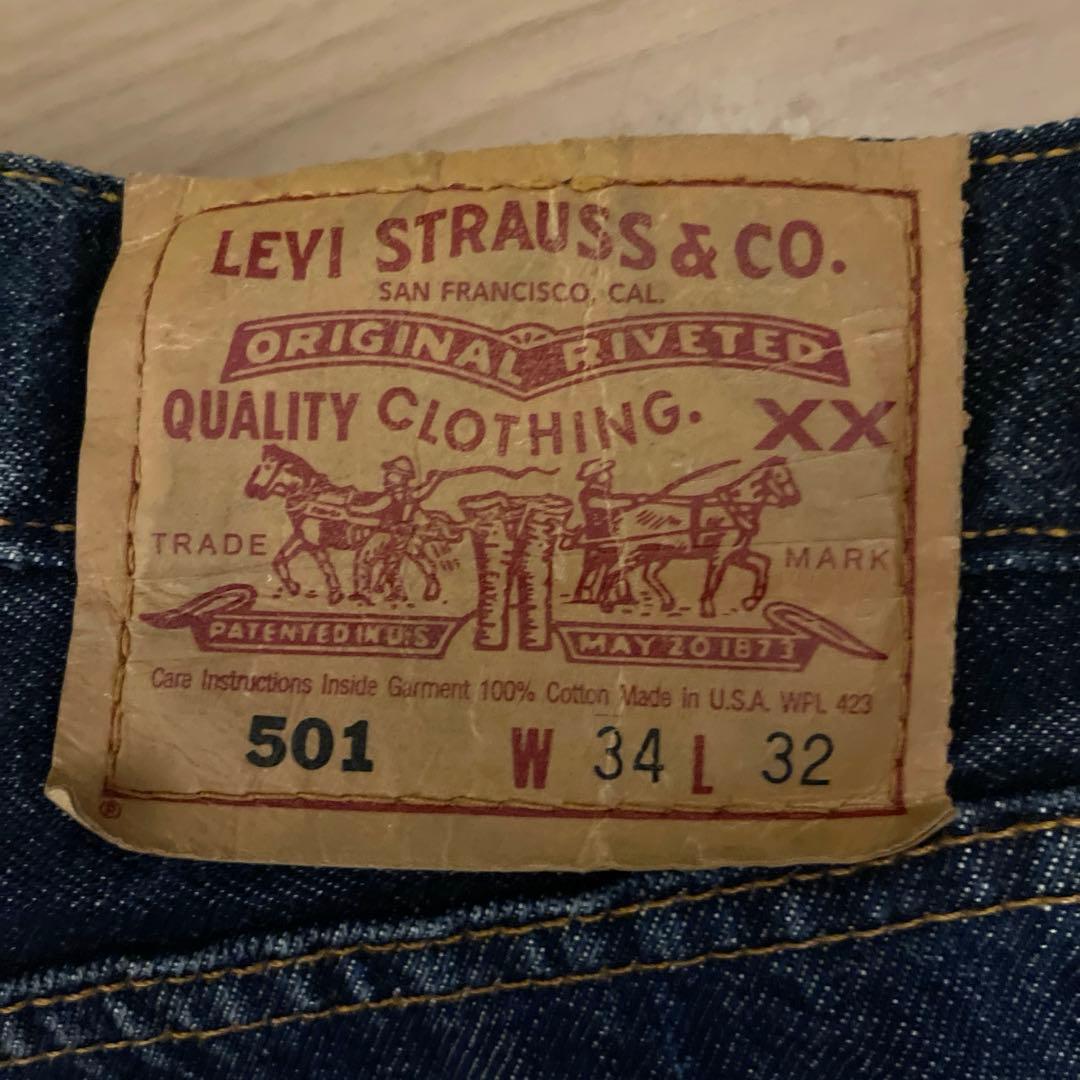 LEVI STRAUSS & CO.
SAN FRANCISCO, CAL.
ORIGINAL RIVETED
QUALITY CLOTHING. XX
TRADE MARK
PATENTED IN U.S. MAY 20 1873
Care Instructions Inside Garment 100% Cotton Made in U.S.A. WPL 423
501 W 34 L 32
®